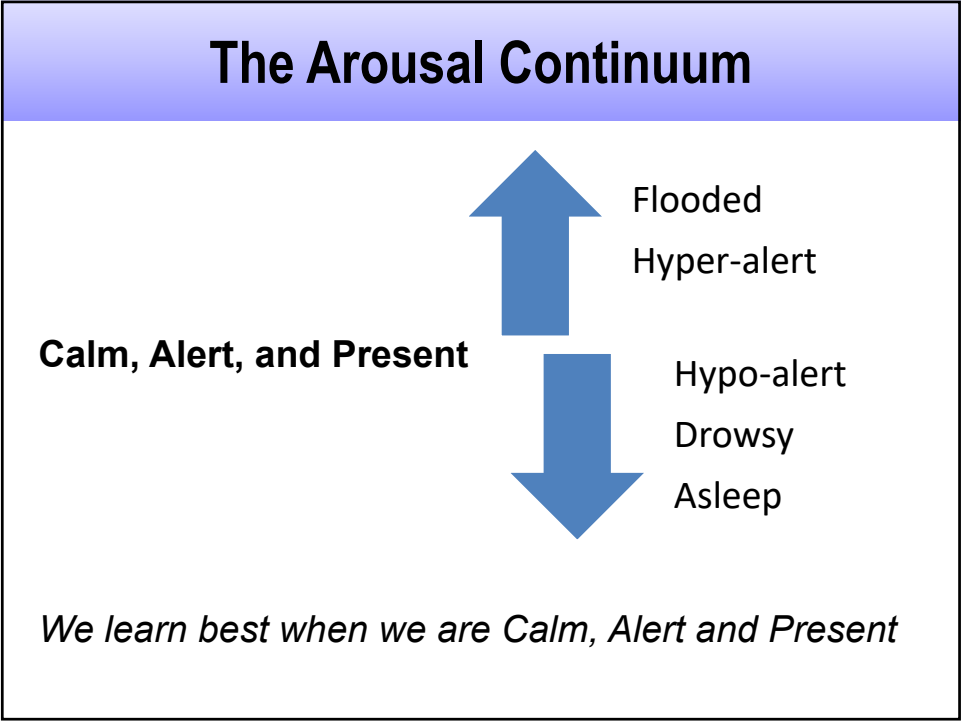 The Arousal Continuum
Flooded
Hyper-alert
Calm, Alert, and Present
Hypo-alert
Drowsy
Asleep
We learn best when we are Calm, Alert and Present